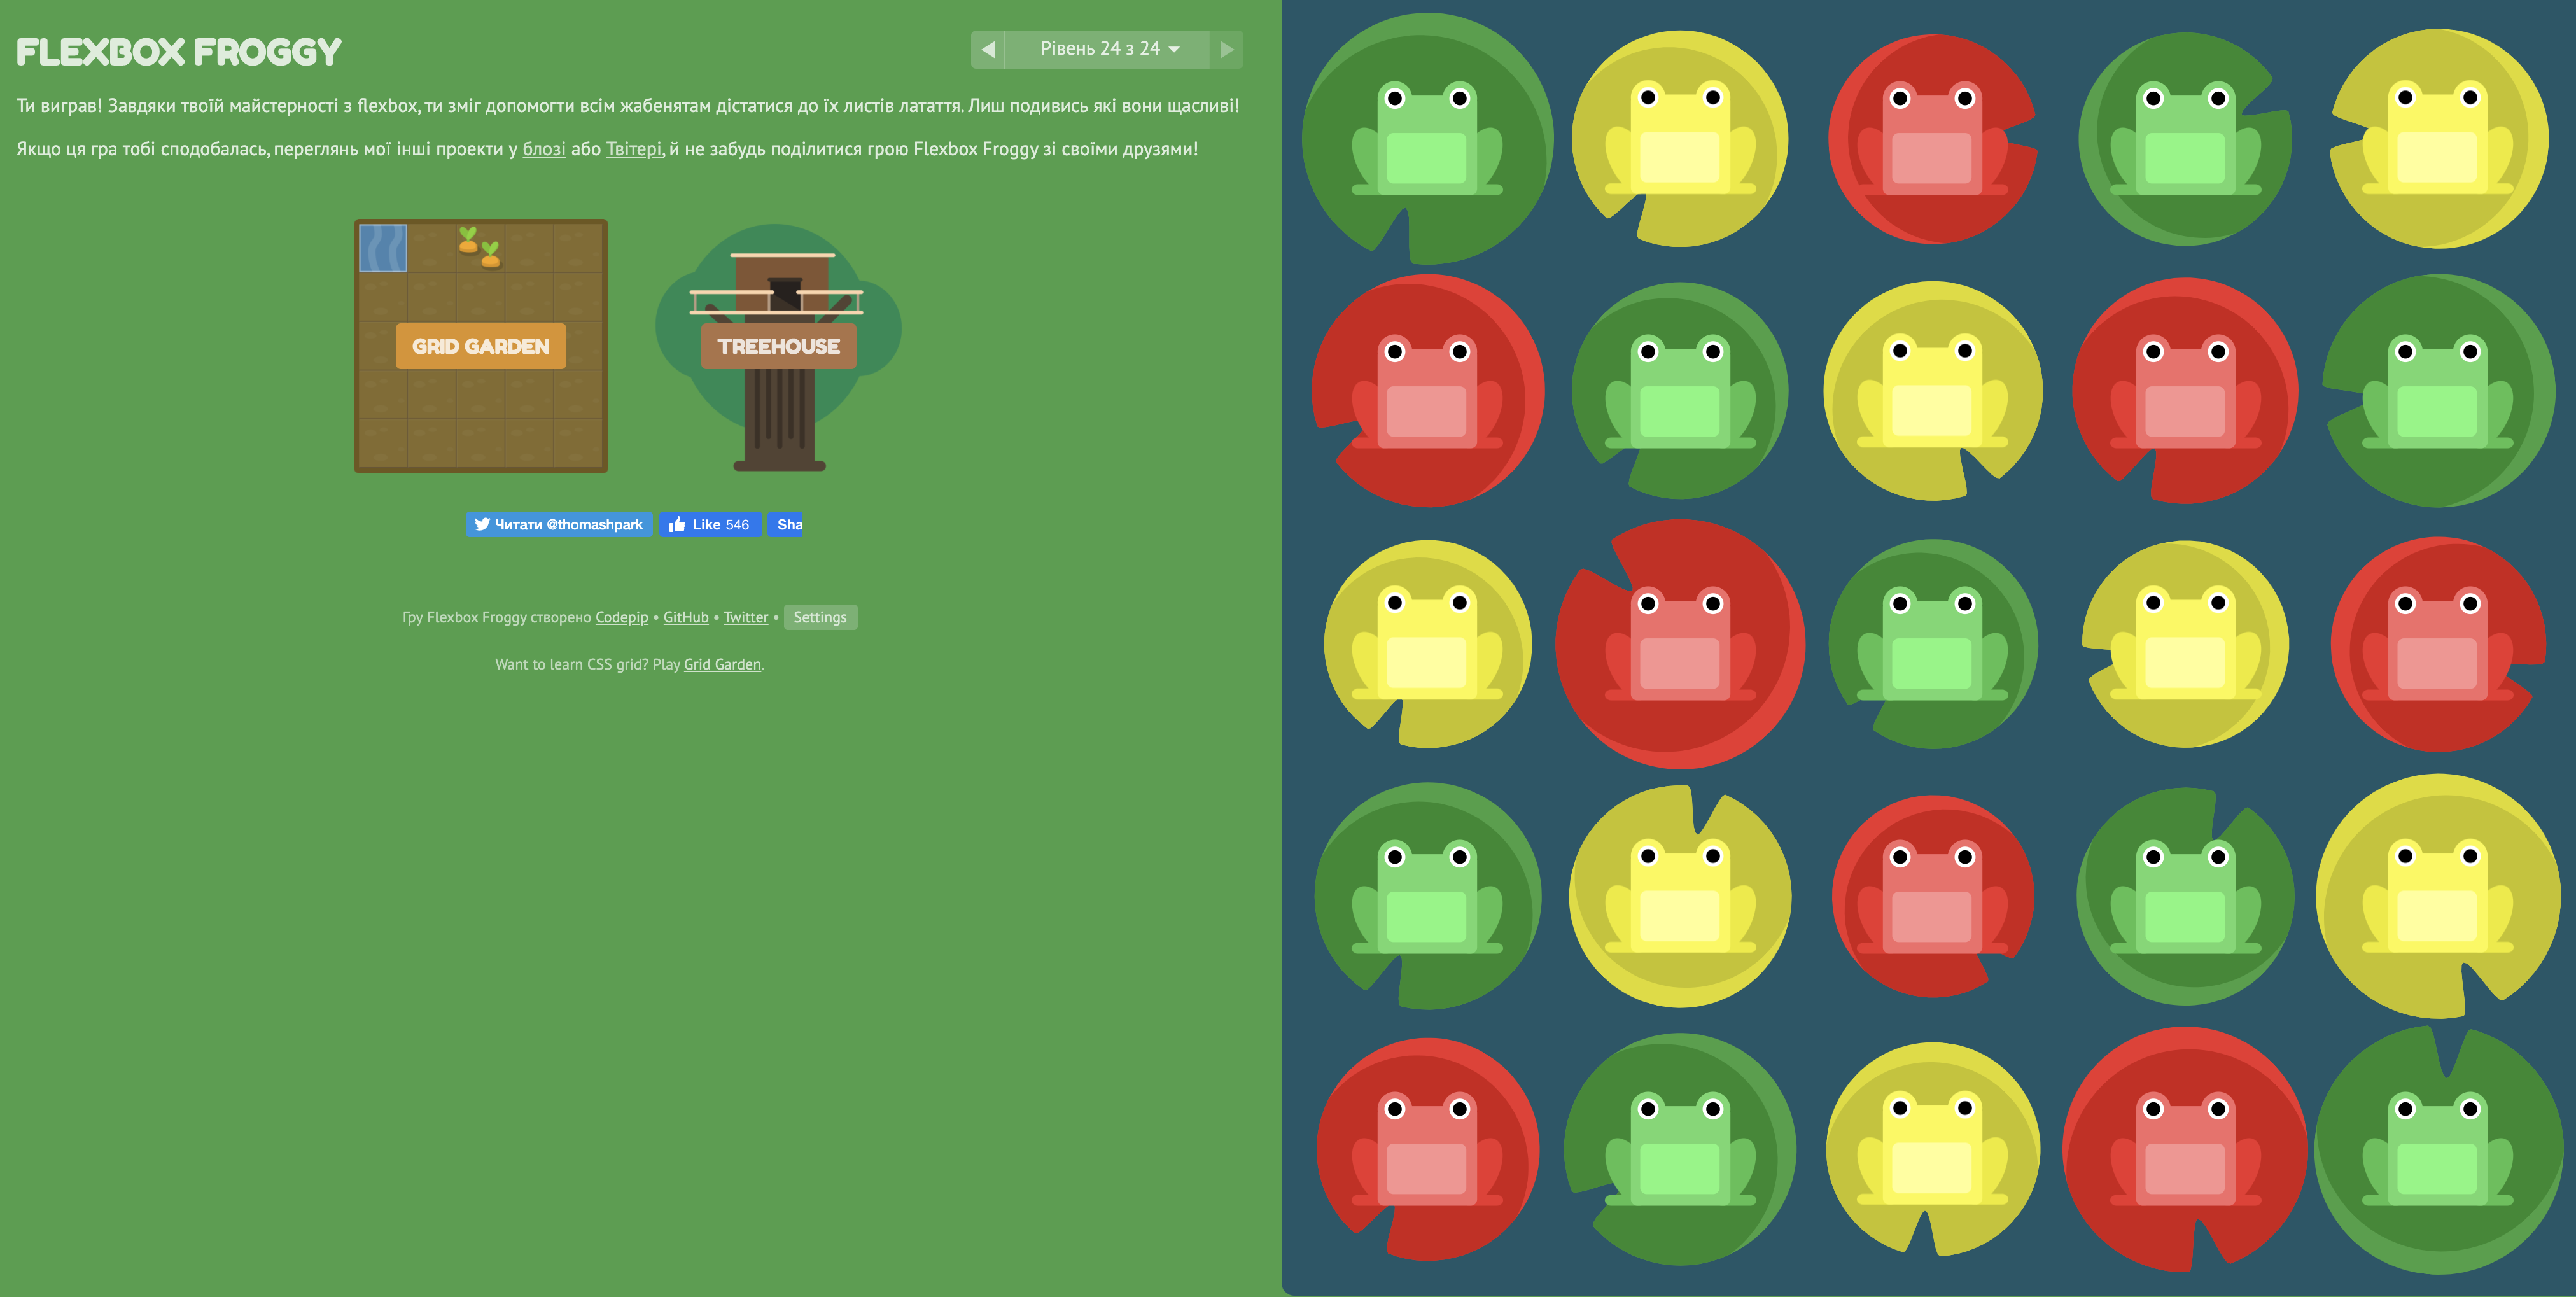 FLEXBOX FROGGY
Рівень 24 з 24
Ти виграв! Завдяки твоїй майстерності з flexbox, ти зміг допомогти всім жабенятам дістатися до їх листів латаття. Лиш подивись які вони щасливі!
Якщо ця гра тобі сподобалась, переглянь мої інші проекти у блозі або Твітері, й не забудь поділитися грою Flexbox Froggy зі своїми друзями!
GRID GARDEN
TREEHOUSE
Читати @thomashpark
Like 546
Sha
Гру Flexbox Froggy створено Codepip • GitHub • Twitter • Settings
Want to learn CSS grid? Play Grid Garden.